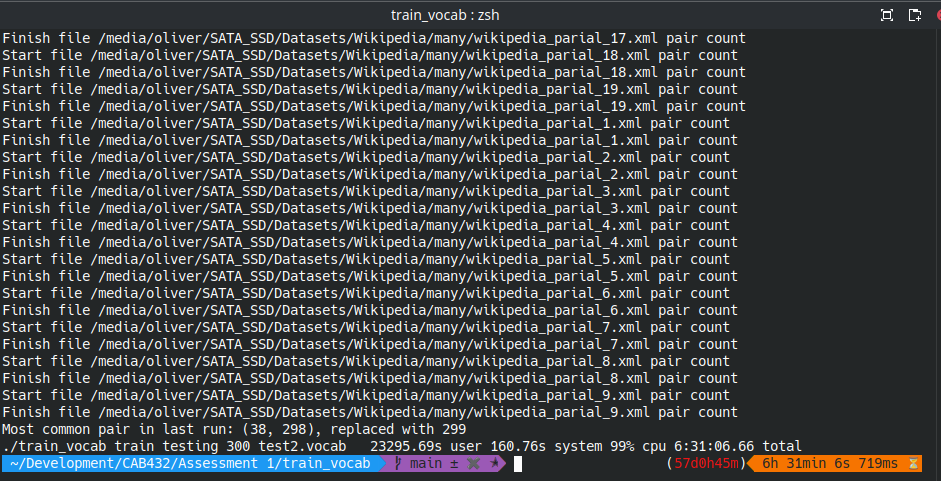 train_vocab : zsh
Finish file /media/oliver/SATA_SSD/Datasets/Wikipedia/many/wikipedia_parial_17.xml pair count
Start file /media/oliver/SATA_SSD/Datasets/Wikipedia/many/wikipedia_parial_18.xml pair count
Finish file /media/oliver/SATA_SSD/Datasets/Wikipedia/many/wikipedia_parial_18.xml pair count
Start file /media/oliver/SATA_SSD/Datasets/Wikipedia/many/wikipedia_parial_19.xml pair count
Finish file /media/oliver/SATA_SSD/Datasets/Wikipedia/many/wikipedia_parial_19.xml pair count
Start file /media/oliver/SATA_SSD/Datasets/Wikipedia/many/wikipedia_parial_1.xml pair count
Finish file /media/oliver/SATA_SSD/Datasets/Wikipedia/many/wikipedia_parial_1.xml pair count
Start file /media/oliver/SATA_SSD/Datasets/Wikipedia/many/wikipedia_parial_2.xml pair count
Finish file /media/oliver/SATA_SSD/Datasets/Wikipedia/many/wikipedia_parial_2.xml pair count
Start file /media/oliver/SATA_SSD/Datasets/Wikipedia/many/wikipedia_parial_3.xml pair count
Finish file /media/oliver/SATA_SSD/Datasets/Wikipedia/many/wikipedia_parial_3.xml pair count
Start file /media/oliver/SATA_SSD/Datasets/Wikipedia/many/wikipedia_parial_4.xml pair count
Finish file /media/oliver/SATA_SSD/Datasets/Wikipedia/many/wikipedia_parial_4.xml pair count
Start file /media/oliver/SATA_SSD/Datasets/Wikipedia/many/wikipedia_parial_5.xml pair count
Finish file /media/oliver/SATA_SSD/Datasets/Wikipedia/many/wikipedia_parial_5.xml pair count
Start file /media/oliver/SATA_SSD/Datasets/Wikipedia/many/wikipedia_parial_6.xml pair count
Finish file /media/oliver/SATA_SSD/Datasets/Wikipedia/many/wikipedia_parial_6.xml pair count
Start file /media/oliver/SATA_SSD/Datasets/Wikipedia/many/wikipedia_parial_7.xml pair count
Finish file /media/oliver/SATA_SSD/Datasets/Wikipedia/many/wikipedia_parial_7.xml pair count
Start file /media/oliver/SATA_SSD/Datasets/Wikipedia/many/wikipedia_parial_8.xml pair count
Finish file /media/oliver/SATA_SSD/Datasets/Wikipedia/many/wikipedia_parial_8.xml pair count
Start file /media/oliver/SATA_SSD/Datasets/Wikipedia/many/wikipedia_parial_9.xml pair count
Finish file /media/oliver/SATA_SSD/Datasets/Wikipedia/many/wikipedia_parial_9.xml pair count
Most common pair in last run: (38, 298), replaced with 299
./train_vocab train testing 300 test2.vocab   23295.69s user 160.76s system 99% cpu 6:31:06.66 total
~/Development/CAB432/Assessment 1/train_vocab main ± (57d0h45m) 6h 31min 6s 719ms